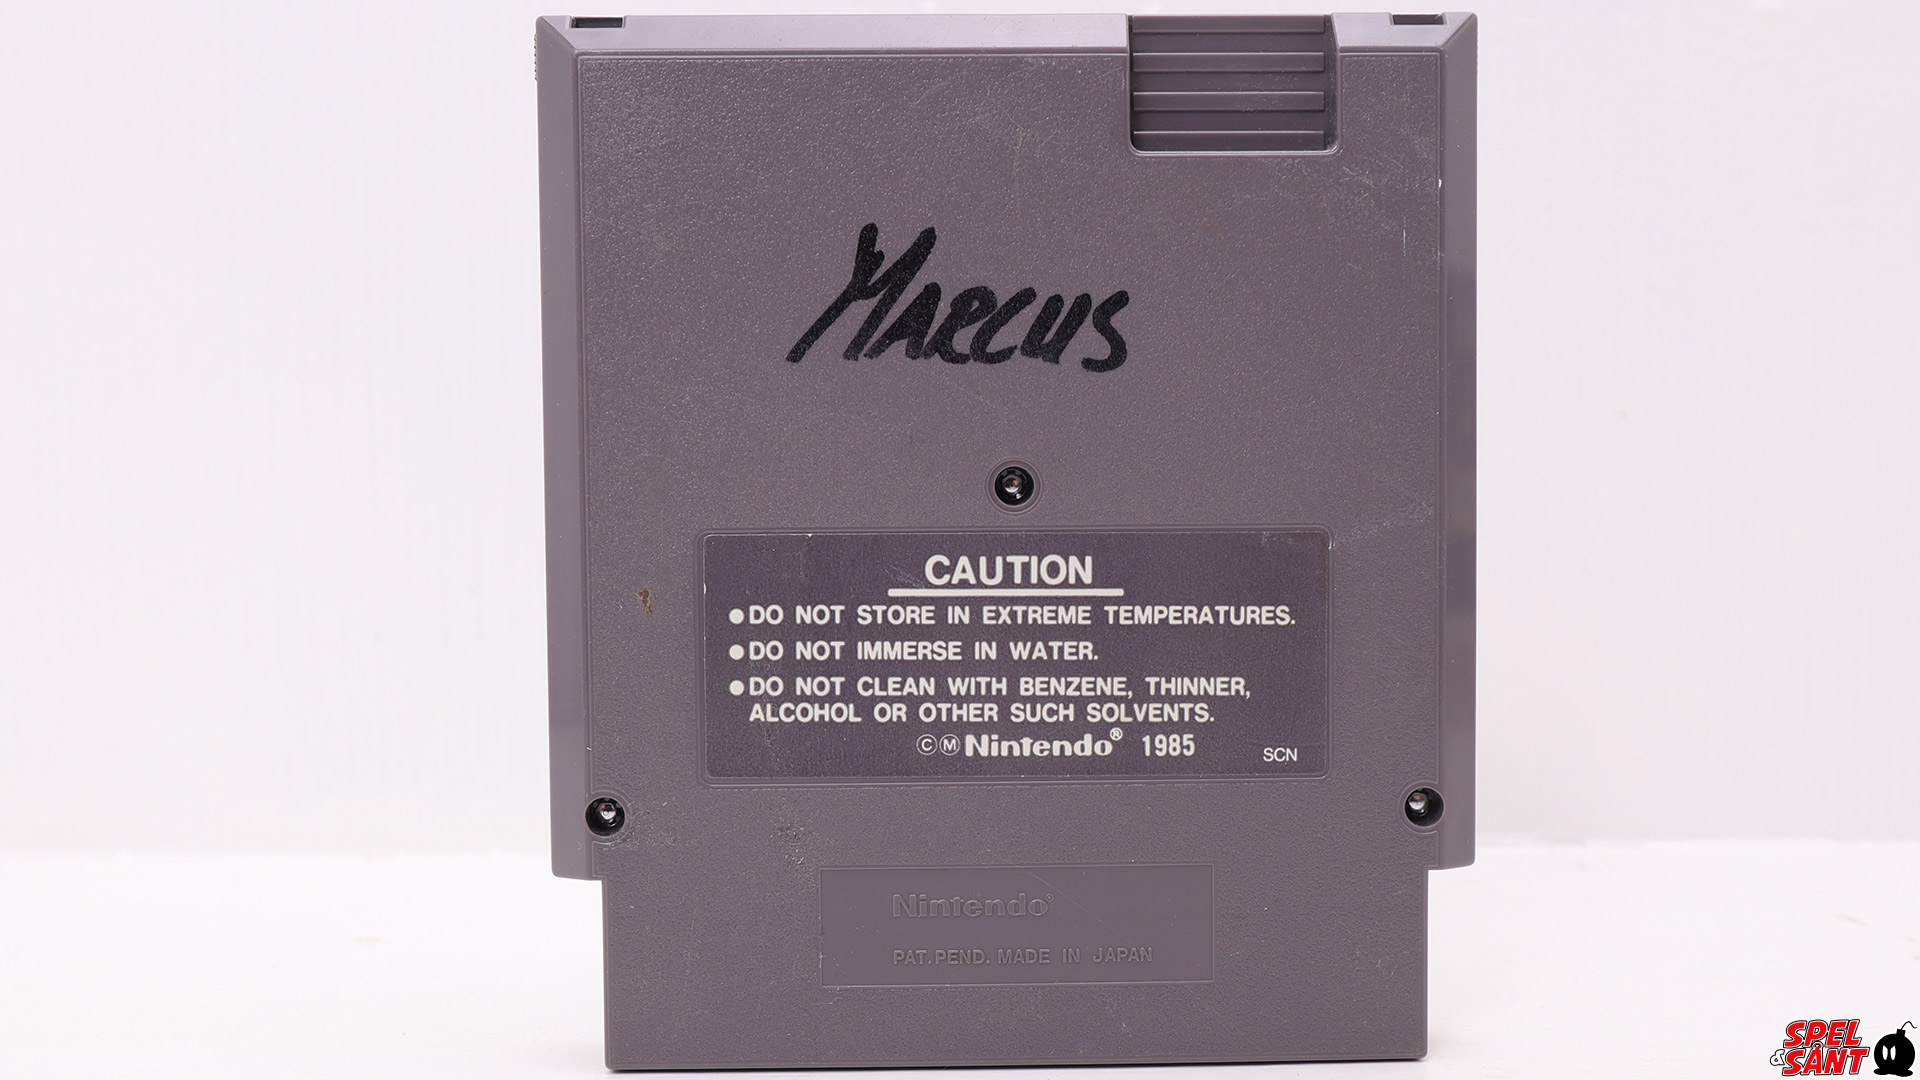 MARCUS
CAUTION
●DO NOT STORE IN EXTREME TEMPERATURES.
●DO NOT IMMERSE IN WATER.
●DO NOT CLEAN WITH BENZENE, THINNER,
ALCOHOL OR OTHER SUCH SOLVENTS.
ⒸⓂNintendo® 1985
SCN
Nintendo®
PAT.PEND. MADE IN JAPAN
SPEL
&SÅNT